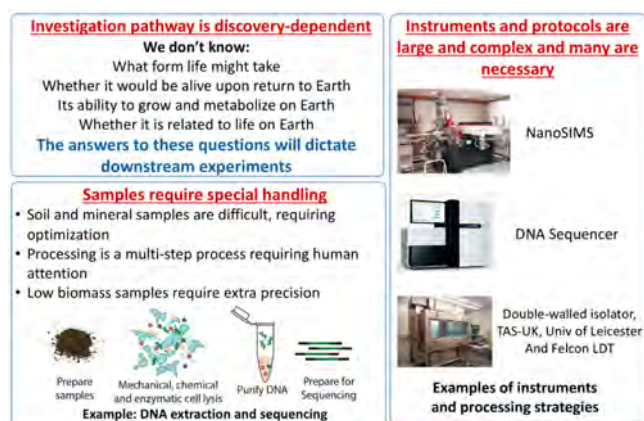 Investigation pathway is discovery-dependent
We don't know:
What form life might take
Whether it would be alive upon return to Earth
Its ability to grow and metabolize on Earth
Whether it is related to life on Earth
The answers to these questions will dictate
downstream experiments
Samples require special handling
• Soil and mineral samples are difficult, requiring
optimization
• Processing is a multi-step process requiring human
attention
• Low biomass samples require extra precision
Prepare
samples
Mechanical, chemical
and enzymatic cell lysis
Purify DNA
Prepare for
Sequencing
Example: DNA extraction and sequencing
Instruments and protocols are
large and complex and many are
necessary
NanoSIMS
DNA Sequencer
Double-walled isolator,
TAS-UK, Univ of Leicester
And Felcon LDT
Examples of instruments
and processing strategies